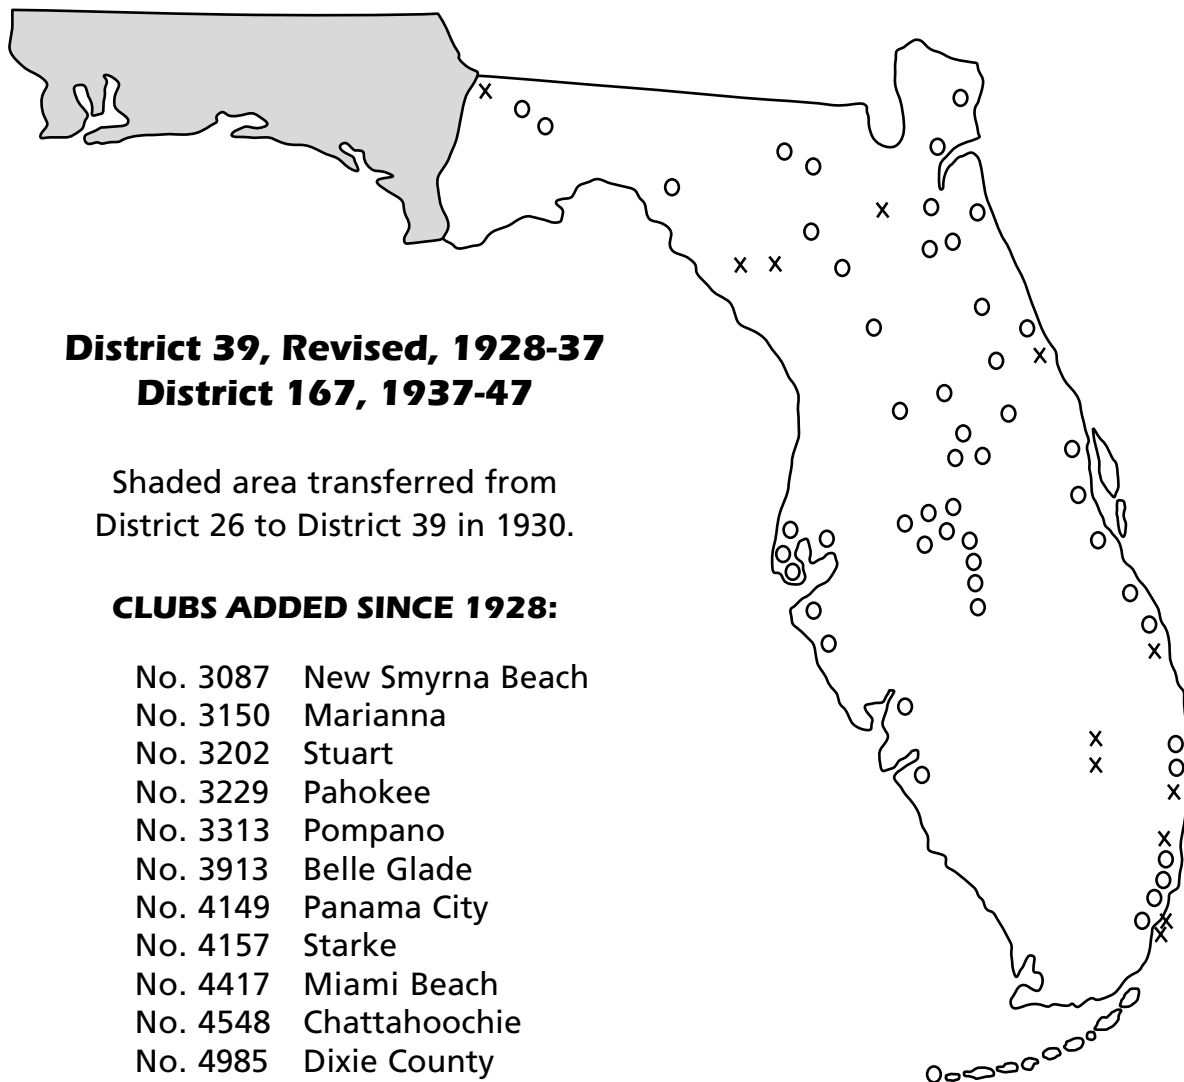 District 39, Revised, 1928-37
District 167, 1937-47
Shaded area transferred from
District 26 to District 39 in 1930.
CLUBS ADDED SINCE 1928:
No. 3087 New Smyrna Beach
No. 3150 Marianna
No. 3202 Stuart
No. 3229 Pahokee
No. 3313 Pompano
No. 3913 Belle Glade
No. 4149 Panama City
No. 4157 Starke
No. 4417 Miami Beach
No. 4548 Chattahoochie
No. 4985 Dixie County